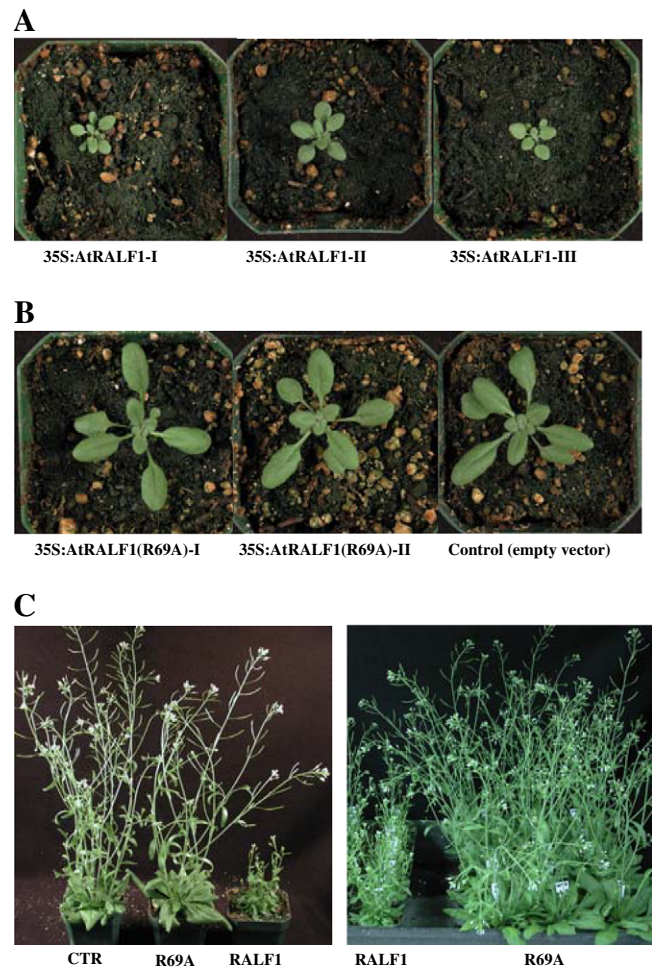 A
35S:AtRALF1-I 35S:AtRALF1-II 35S:AtRALF1-III
B
35S:AtRALF1(R69A)-I 35S:AtRALF1(R69A)-II Control (empty vector)
C
CTR R69A RALF1 RALF1 R69A